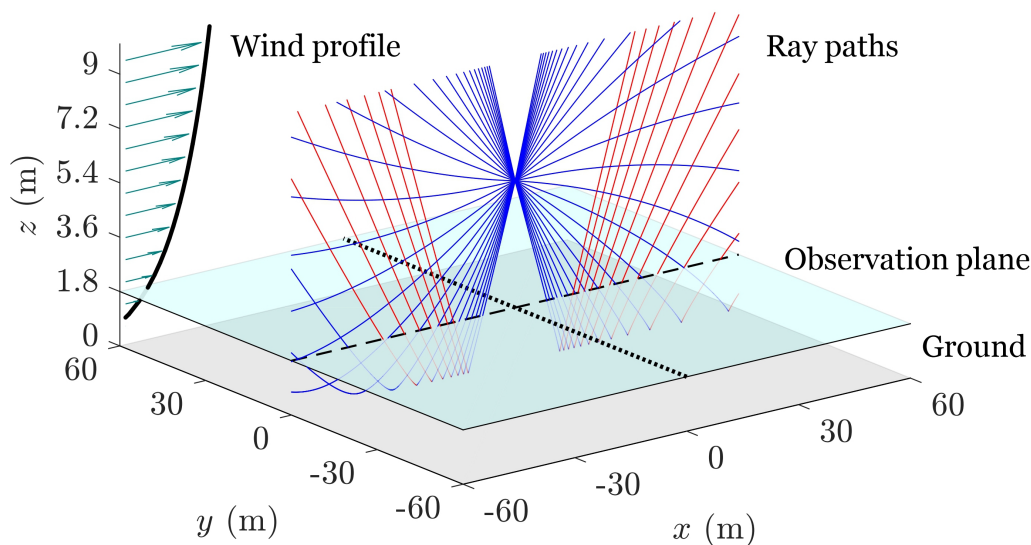 Wind profile
Ray paths
Observation plane
Ground
z (m)
9
7.2
5.4
3.6
1.8
0
y (m)
60
30
0
-30
-60
x (m)
-60
-30
0
30
60